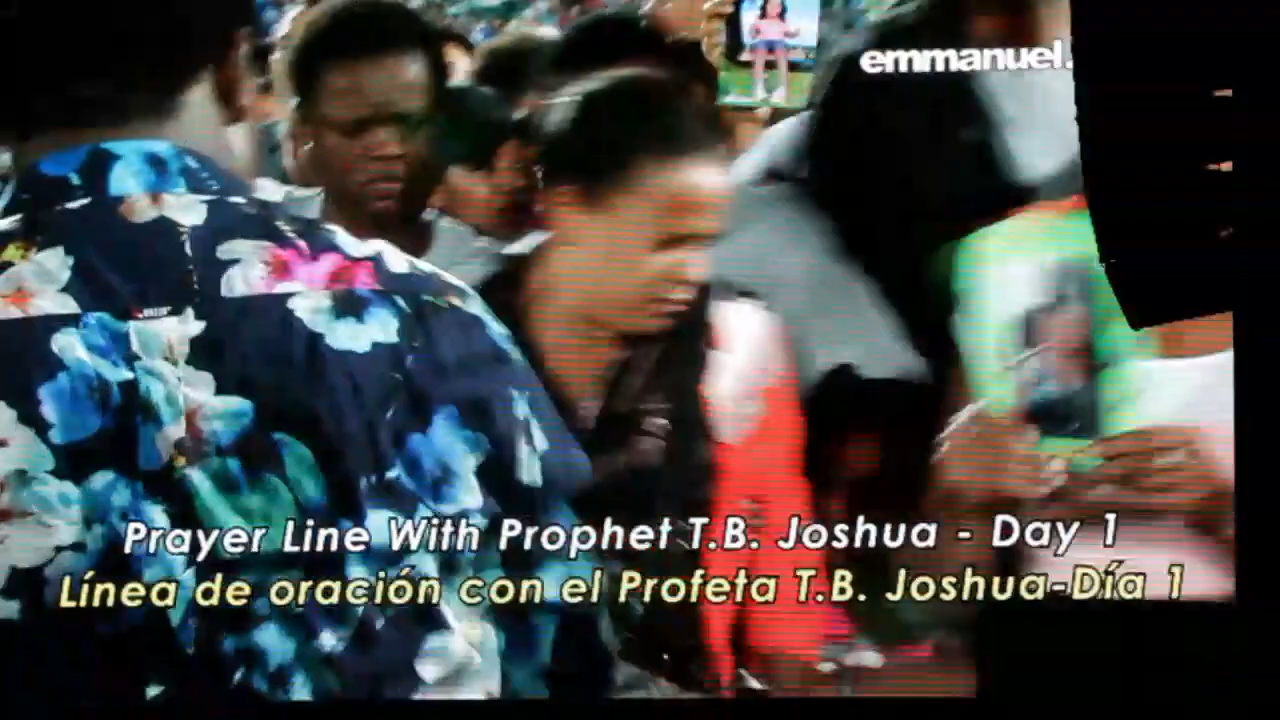 emmanuel.
Prayer Line With Prophet T.B. Joshua - Day 1
Línea de oración con el Profeta T.B. Joshua-Día 1